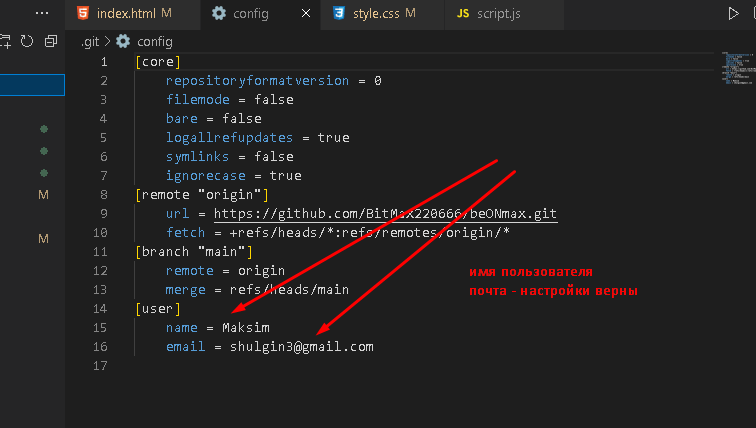 index.html M
config
style.css M
JS script.js
.git > config
1 [core]
2 repositoryformatversion = 0
3 filemode = false
4 bare = false
5 logallrefupdates = true
6 symlinks = false
7 ignorecase = true
8 [remote "origin"]
9 url = https://github.com/BitMax220666/beONmax.git
10 fetch = +refs/heads/*:refs/remotes/origin/*
11 [branch "main"]
12 remote = origin
13 merge = refs/heads/main
14 [user]
15 name = Maksim
16 email = shulgin3@gmail.com
17
M
M
имя пользователя
почта - настройки верны